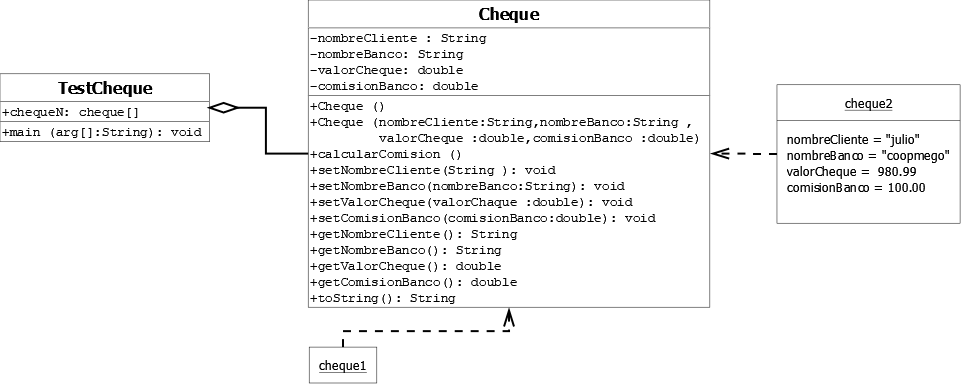 TestCheque
+chequeN: cheque[]
+main (arg[]:String): void
Cheque
-nombreCliente : String
-nombreBanco: String
-valorCheque: double
-comisionBanco: double
+Cheque ()
+Cheque (nombreCliente:String,nombreBanco:String ,
valorCheque :double,comisionBanco :double)
+calcularComision ()
+setNombreCliente(String ): void
+setNombreBanco(nombreBanco:String): void
+setValorCheque(valorChaque :double): void
+setComisionBanco(comisionBanco:double): void
+getNombreCliente(): String
+getNombreBanco(): String
+getValorCheque(): double
+getComisionBanco(): double
+toString(): String
cheque2
nombreCliente = "julio"
nombreBanco = "coopmego"
valorCheque = 980.99
comisionBanco = 100.00
cheque1